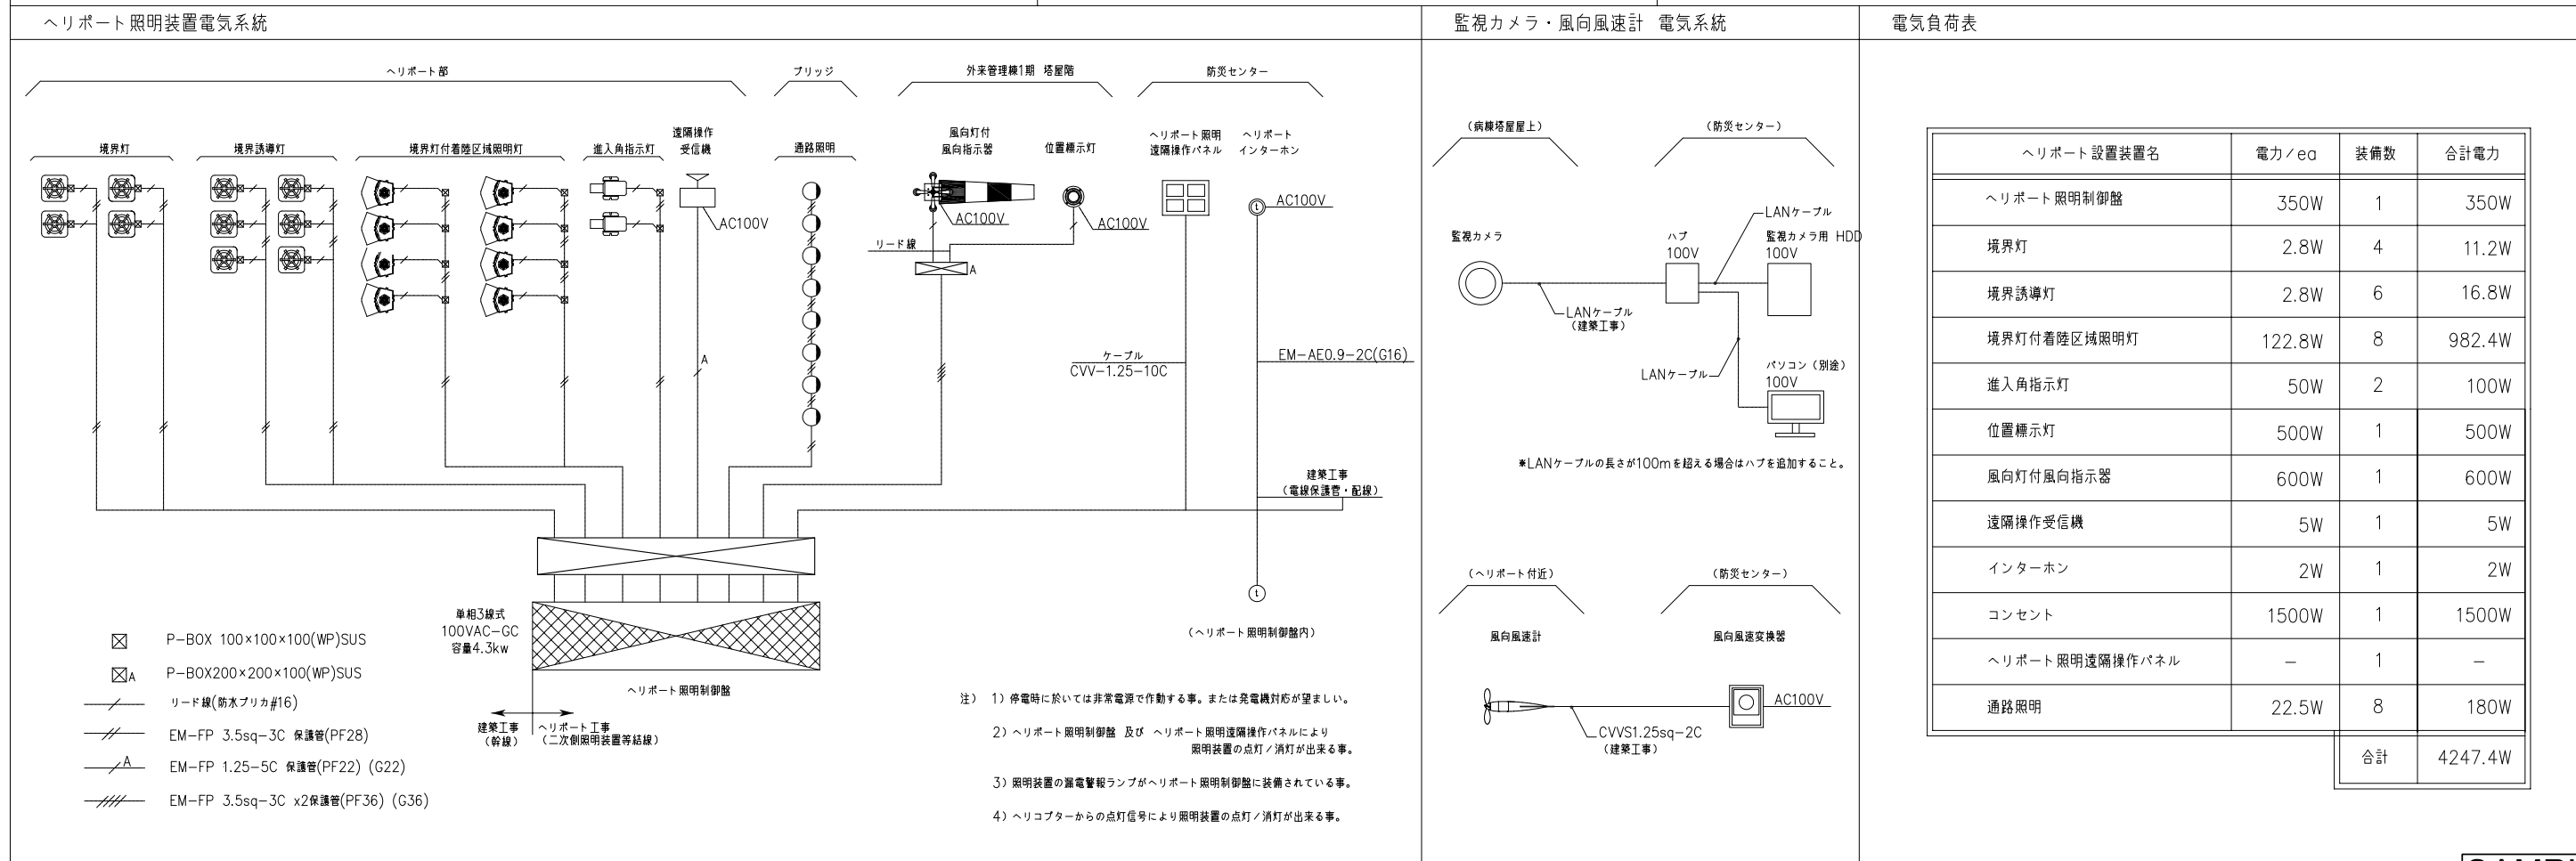 ヘリポート照明装置電気系統
監視カメラ・風向風速計 電気系統
電気負荷表
ヘリポート部
ブリッジ
外来管理棟1期 塔屋階
防災センター
境界灯
境界誘導灯
境界灯付着陸区域照明灯
進入角指示灯
遠隔操作
受信機
通路照明
風向灯付
風向指示器
位置標示灯
ヘリポート照明
遠隔操作パネル
ヘリポート
インターホン
AC100V
AC100V
AC100V
AC100V
リード線
A
A
ケーブル
CVV-1.25-10C
EM-AE0.9-2C(G16)
建築工事
(電線保護管・配線)
t
t
(ヘリポート照明制御盤内)
単相3線式
100VAC-GC
容量4.3kw
ヘリポート照明制御盤
建築工事
(幹線)
ヘリポート工事
(二次側照明装置等結線)
P-BOX 100×100×100(WP)SUS
A P-BOX200×200×100(WP)SUS
リード線(防水プリカ#16)
EM-FP 3.5sq-3C 保護管(PF28)
A EM-FP 1.25-5C 保護管(PF22) (G22)
EM-FP 3.5sq-3C x2保護管(PF36) (G36)
注) 1) 停電時に於いては非常電源で作動する事。または発電機対応が望ましい。
2) ヘリポート照明制御盤 及び ヘリポート照明遠隔操作パネルにより
照明装置の点灯/消灯が出来る事。
3) 照明装置の漏電警報ランプがヘリポート照明制御盤に装備されている事。
4) ヘリコプターからの点灯信号により照明装置の点灯/消灯が出来る事。
(病棟塔屋屋上)
(防災センター)
監視カメラ
ハブ
100V
LANケーブル
監視カメラ用 HDD
100V
LANケーブル
(建築工事)
LANケーブル
パソコン(別途)
100V
*LANケーブルの長さが100mを超える場合はハブを追加すること。
(ヘリポート付近)
(防災センター)
風向風速計
風向風速変換器
AC100V
CVVS1.25sq-2C
(建築工事)
ヘリポート設置装置名 電力/ea 装備数 合計電力
ヘリポート照明制御盤 350W 1 350W
境界灯 2.8W 4 11.2W
境界誘導灯 2.8W 6 16.8W
境界灯付着陸区域照明灯 122.8W 8 982.4W
進入角指示灯 50W 2 100W
位置標示灯 500W 1 500W
風向灯付風向指示器 600W 1 600W
遠隔操作受信機 5W 1 5W
インターホン 2W 1 2W
コンセント 1500W 1 1500W
ヘリポート照明遠隔操作パネル - 1 -
通路照明 22.5W 8 180W
合計 4247.4W